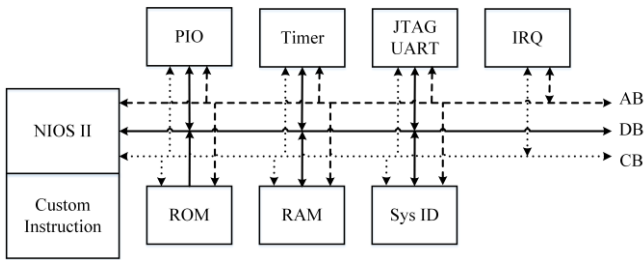 PIO
Timer
JTAG
UART
IRQ
AB
NIOS II
DB
CB
Custom
Instruction
ROM
RAM
Sys ID